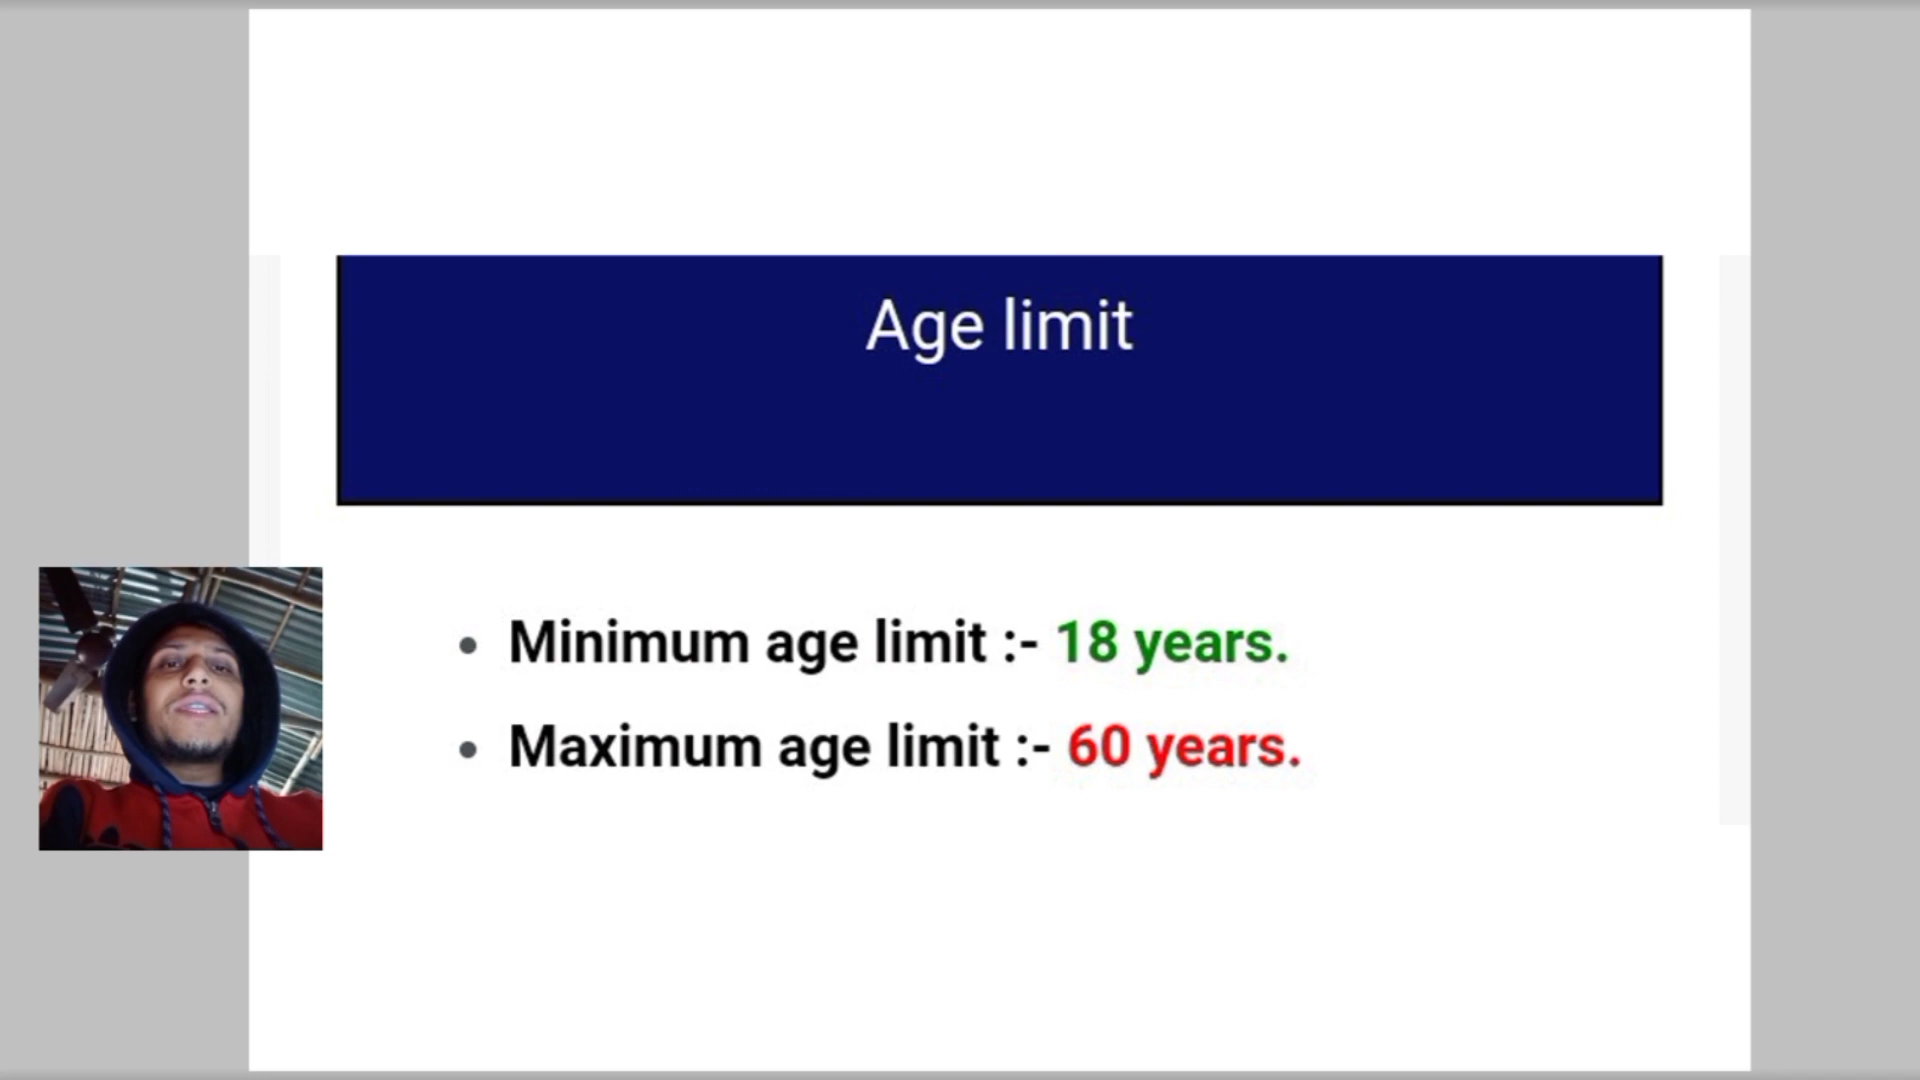 Age limit
Minimum age limit :- 18 years.
Maximum age limit :- 60 years.